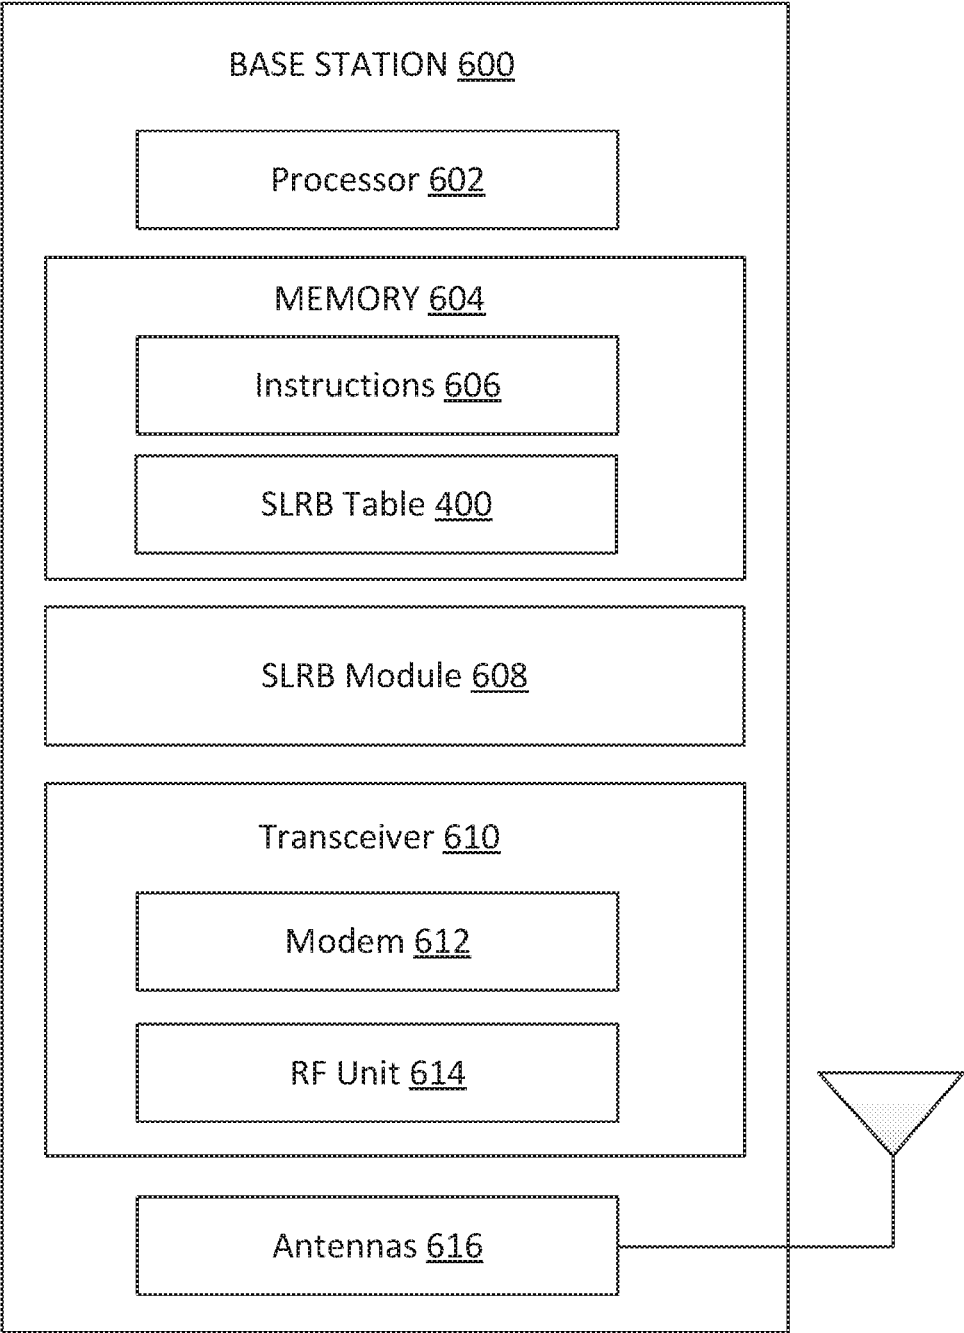 BASE STATION 600
Processor 602
MEMORY 604
Instructions 606
SLRB Table 400
SLRB Module 608
Transceiver 610
Modem 612
RF Unit 614
Antennas 616